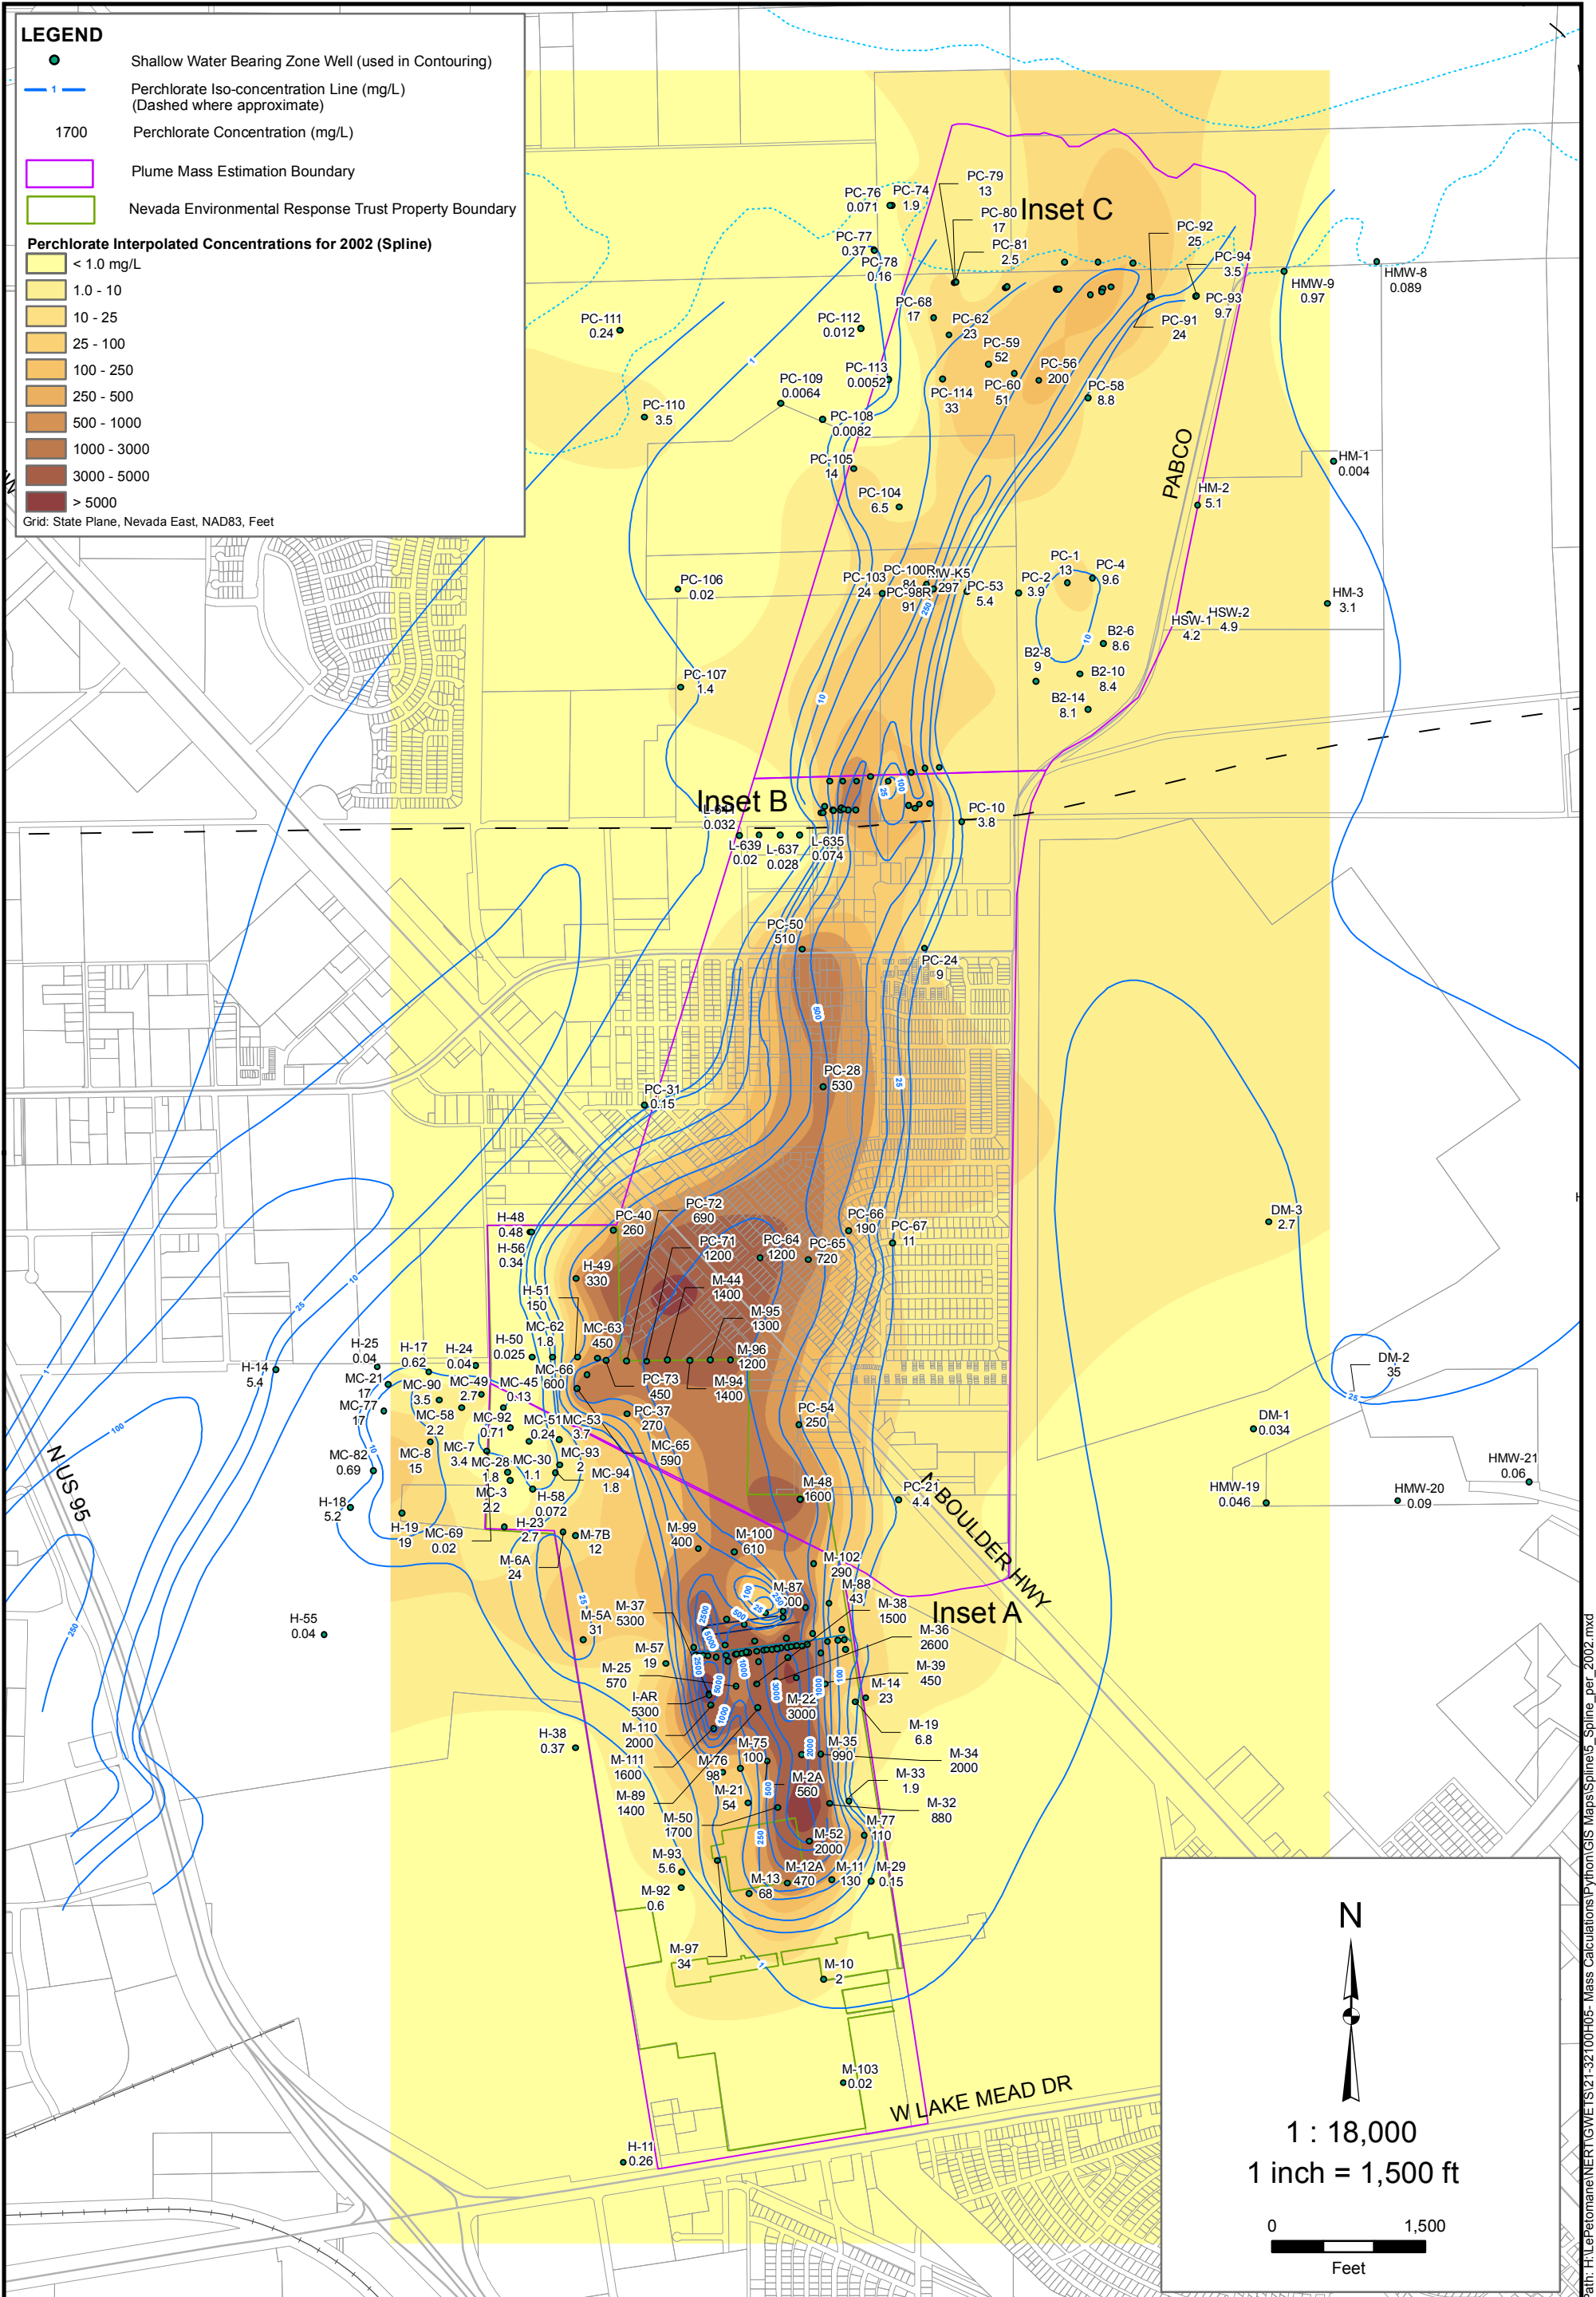 LEGEND
Shallow Water Bearing Zone Well (used in Contouring)
1
Perchlorate Iso-concentration Line (mg/L)
(Dashed where approximate)
1700 Perchlorate Concentration (mg/L)
Plume Mass Estimation Boundary
Nevada Environmental Response Trust Property Boundary
Perchlorate Interpolated Concentrations for 2002 (Spline)
< 1.0 mg/L
1.0 - 10
10 - 25
25 - 100
100 - 250
250 - 500
500 - 1000
1000 - 3000
3000 - 5000
> 5000
Grid: State Plane, Nevada East, NAD83, Feet
PC-79
13
PC-76
0.071
PC-74
1.9
Inset C
PC-80
17
PC-77
0.37
PC-81
2.5
PC-92
25
PC-78
0.16
PC-94
3.5
HMW-8
0.089
HMW-9
0.97
PC-93
9.7
PC-68
17
PC-91
24
PC-111
0.24
PC-112
0.012
PC-62
23
PC-59
52
PC-56
200
PC-113
0.0052
PC-60
51
PC-58
8.8
PC-109
0.0064
PC-114
33
PC-110
3.5
PC-108
0.0082
PABCO
PC-105
14
HM-1
0.004
PC-104
6.5
HM-2
5.1
PC-1
13
PC-4
9.6
PC-106
0.02
PC-103
24
PC-100R
84
MW-K5
297
PC-98R
91
PC-53
5.4
PC-2
3.9
HM-3
3.1
HSW-1
4.2
HSW-2
4.9
B2-6
8.6
B2-8
9
B2-10
8.4
PC-107
1.4
B2-14
8.1
Inset B
L-641
0.032
PC-10
3.8
L-639
0.02
L-637
0.028
L-635
0.074
PC-50
510
PC-24
9
PC-28
530
PC-31
0.15
H-48
0.48
PC-40
260
PC-72
690
PC-66
190
PC-67
11
DM-3
2.7
H-56
0.34
PC-71
1200
PC-64
1200
PC-65
720
H-49
330
M-44
1400
H-51
150
M-95
1300
MC-62
1.8
MC-63
450
H-50
0.025
M-96
1200
H-25
0.04
H-17
0.62
H-24
0.04
H-14
5.4
MC-66
600
DM-2
35
MC-21
17
MC-90
3.5
MC-49
2.7
MC-45
0.13
PC-73
450
M-94
1400
MC-77
17
MC-58
2.2
MC-92
0.71
MC-51
0.24
MC-53
3.7
PC-37
270
PC-54
250
DM-1
0.034
MC-82
0.69
MC-8
15
MC-7
3.4
MC-28
1.8
MC-30
1.1
MC-93
2
MC-94
1.8
MC-65
590
MC-3
2.2
HMW-21
0.06
H-18
5.2
H-58
0.072
M-48
1600
PC-21
4.4
HMW-19
0.046
HMW-20
0.09
H-19
19
MC-69
0.02
H-23
2.7
M-7B
12
N US 95
N BOULDER HWY
M-6A
24
M-99
400
M-100
610
M-102
290
M-87
M-88
43
Inset A
H-55
0.04
M-5A
31
M-37
5300
M-38
1500
M-57
19
M-36
2600
M-25
570
M-39
450
I-AR
5300
M-22
3000
M-14
23
M-110
2000
M-19
6.8
H-38
0.37
M-75
100
M-35
990
M-34
2000
M-111
1600
M-76
98
M-2A
560
M-33
1.9
M-89
1400
M-21
54
M-32
880
M-50
1700
M-77
110
M-52
2000
M-93
5.6
M-12A
470
M-11
130
M-29
0.15
M-13
68
M-92
0.6
M-97
34
M-10
2
M-103
0.02
W LAKE MEAD DR
H-11
0.26
N
1 : 18,000
1 inch = 1,500 ft
0 1,500
Feet
Path: H:\LePetomane\NERT\GWETS\21-32100H05- Mass Calculations\Python\GIS Maps\Spline\5_Spline_per_2002.mxd